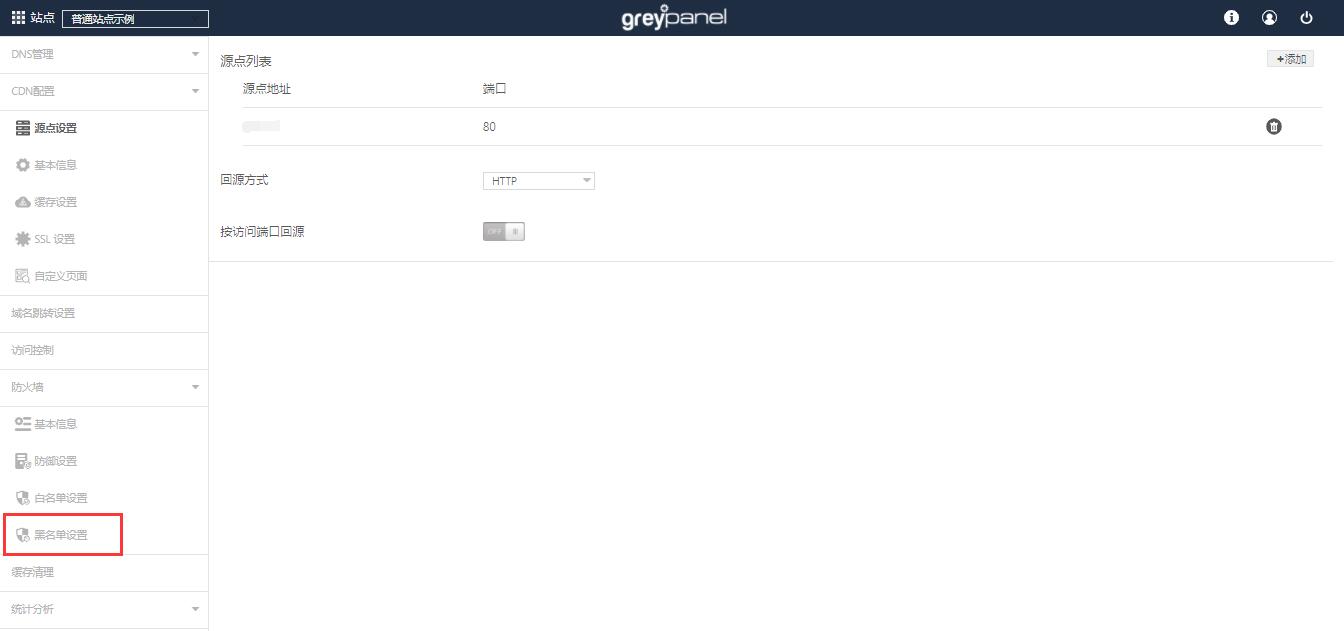 站点 普通站点示例
greypanel
DNS管理
CDN配置
源点设置
基本信息
缓存设置
SSL 设置
自定义页面
域名跳转设置
访问控制
防火墙
基本信息
防御设置
白名单设置
黑名单设置
缓存清理
统计分析
源点列表
+添加
源点地址 端口
80
回源方式 HTTP
按访问端口回源 OFF